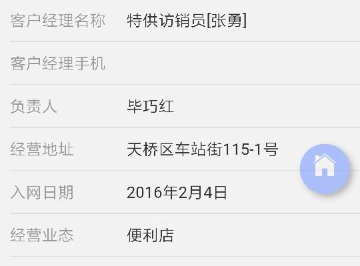 客户经理名称 特供访销员[张勇]
客户经理手机
负责人 毕巧红
经营地址 天桥区车站街115-1号
入网日期 2016年2月4日
经营业态 便利店